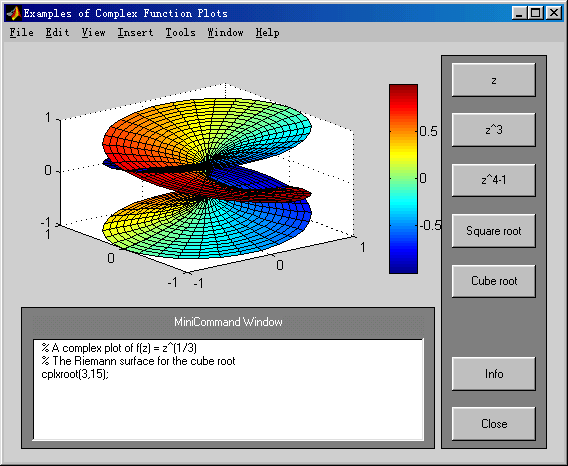 Examples of Complex Function Plots
File Edit View Insert Tools Window Help
z
z^3
z^4-1
Square root
Cube root
Info
Close
1
0
-1
1
0
-1
-1
0
1
0.5
0
-0.5
MiniCommand Window
% A complex plot of f(z) = z^(1/3)
% The Riemann surface for the cube root
cplxroot(3,15);